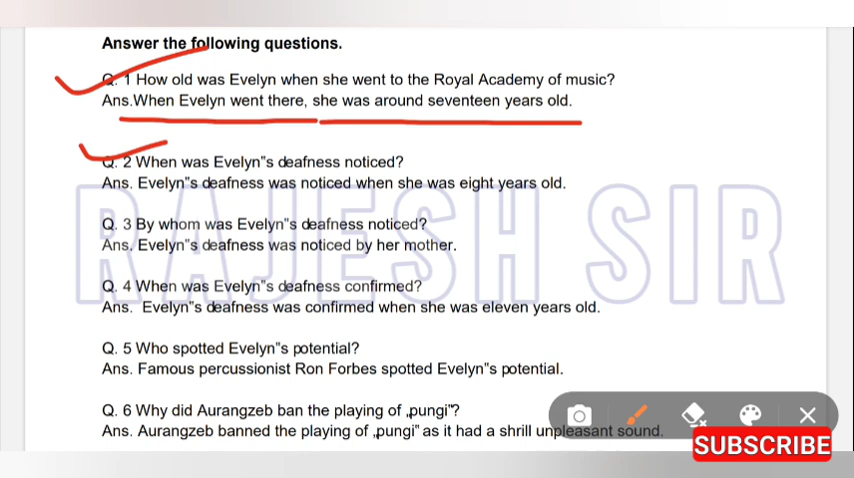 Answer the following questions.
Q. 1 How old was Evelyn when she went to the Royal Academy of music?
Ans.When Evelyn went there, she was around seventeen years old.
Q. 2 When was Evelyn"s deafness noticed?
Ans. Evelyn"s deafness was noticed when she was eight years old.
Q. 3 By whom was Evelyn"s deafness noticed?
Ans. Evelyn"s deafness was noticed by her mother.
RAJESH SIR
Q. 4 When was Evelyn"s deafness confirmed?
Ans.  Evelyn"s deafness was confirmed when she was eleven years old.
Q. 5 Who spotted Evelyn"s potential?
Ans. Famous percussionist Ron Forbes spotted Evelyn"s potential.
Q. 6 Why did Aurangzeb ban the playing of „pungi"?
Ans. Aurangzeb banned the playing of „pungi" as it had a shrill unpleasant sound.
SUBSCRIBE